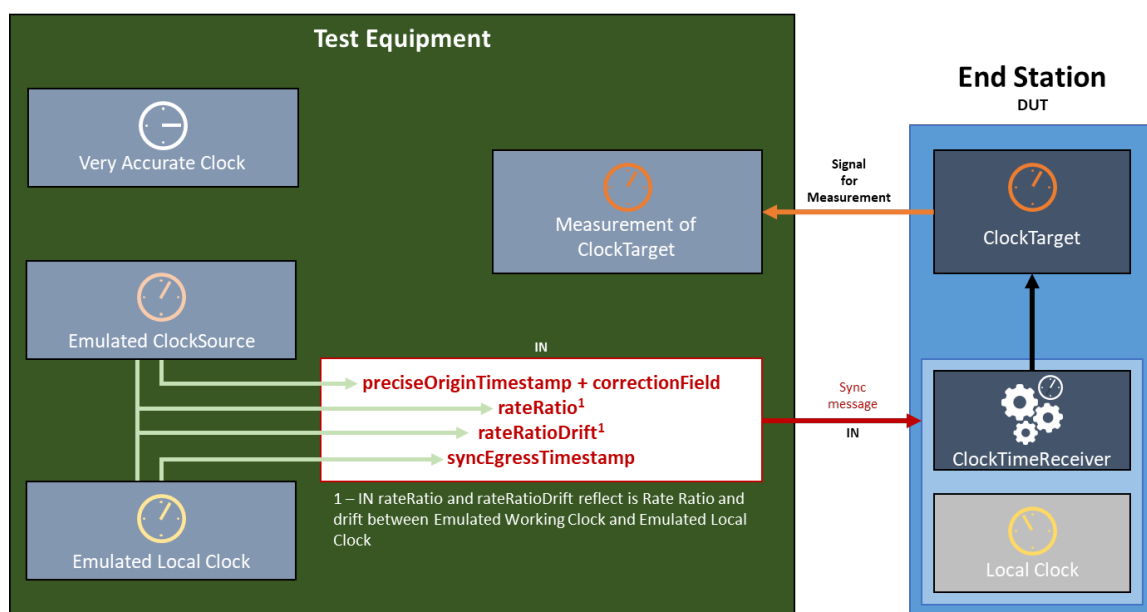 Test Equipment
Very Accurate Clock
Measurement of
ClockTarget
Emulated ClockSource
IN
preciseOriginTimestamp + correctionField
rateRatio¹
rateRatioDrift¹
syncEgressTimestamp
1 – IN rateRatio and rateRatioDrift reflect is Rate Ratio and
drift between Emulated Working Clock and Emulated Local
Clock
Emulated Local Clock
Signal
for
Measurement
Sync
message
IN
End Station
DUT
ClockTarget
ClockTimeReceiver
Local Clock